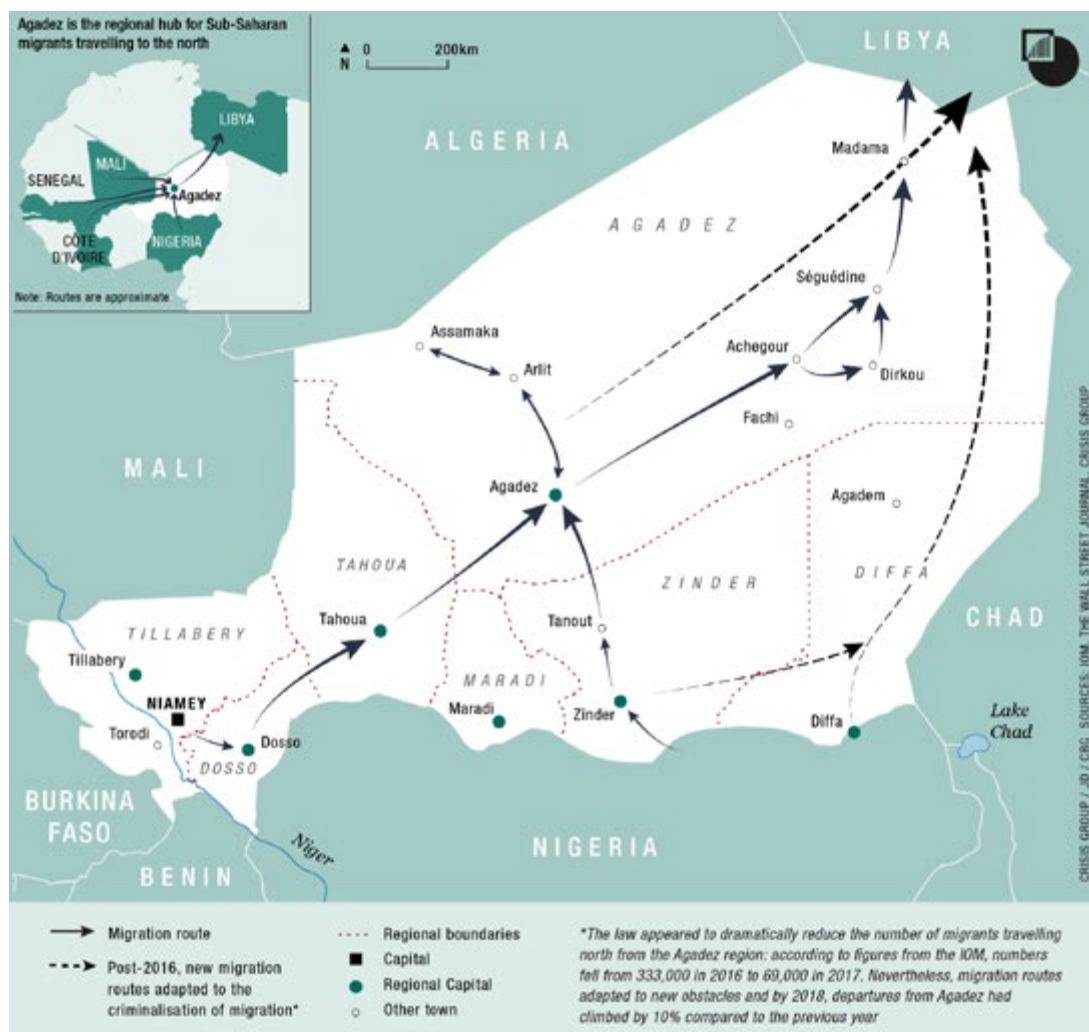 Agadez is the regional hub for Sub-Saharan
migrants travelling to the north
LIBYA
MALI
SENEGAL
Agadez
CÔTE
D'IVOIRE
NIGERIA
Note: Routes are approximate
N
0 200km
LIBYA
ALGERIA
Madama
AGADEZ
Séguédine
Assamaka
Arlit
Achegour
Dirkou
Fachi
MALI
Agadez
Agadem
TAHOUA
ZINDER
DIFFA
CHAD
Tahoua
Tanout
TILLABERY
Tillabery
MARADI
NIAMEY
Maradi
Zinder
Diffa
Lake
Chad
Torodi
Dosso
DOSSO
BURKINA
FASO
Niger
NIGERIA
BENIN
CRISIS GROUP / JD / CBG SOURCES: IOM, THE WALL STREET JOURNAL, CRISIS GROUP
Migration route
Post-2016, new migration
routes adapted to the
criminalisation of migration*
Regional boundaries
Capital
Regional Capital
Other town
*The law appeared to dramatically reduce the number of migrants travelling
north from the Agadez region: according to figures from the IOM, numbers
fell from 333,000 in 2016 to 69,000 in 2017. Nevertheless, migration routes
adapted to new obstacles and by 2018, departures from Agadez had
climbed by 10% compared to the previous year